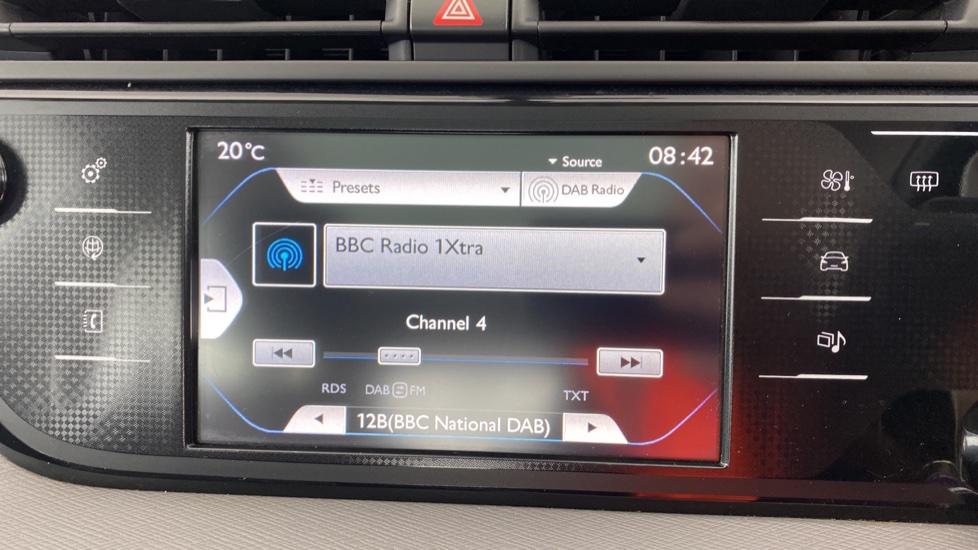 20°C
Source
08:42
Presets
DAB Radio
BBC Radio 1Xtra
Channel 4
RDS
DAB FM
TXT
12B(BBC National DAB)